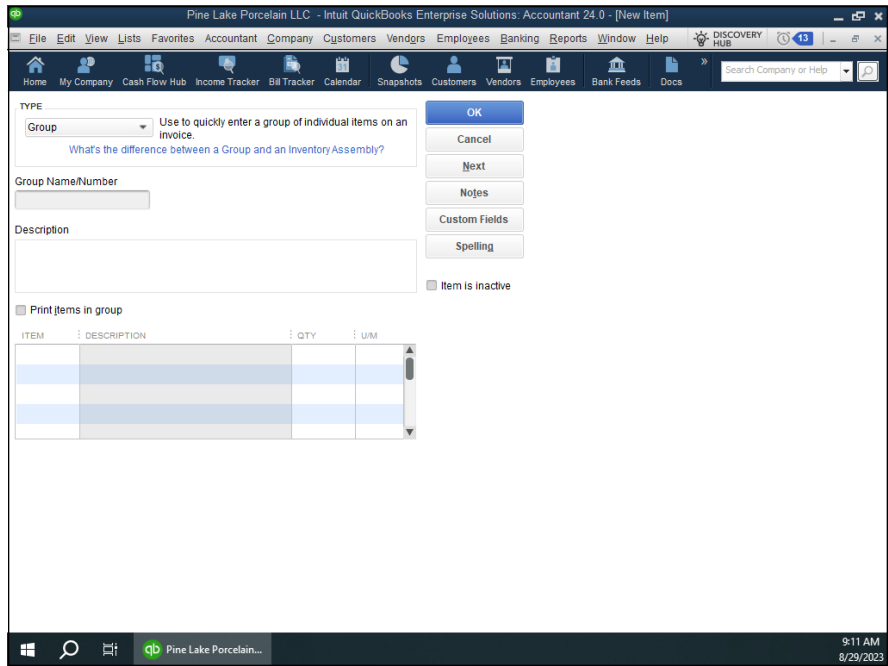 qb Pine Lake Porcelain LLC - Intuit QuickBooks Enterprise Solutions: Accountant 24.0 - [New Item]
File Edit View Lists Favorites Accountant Company Customers Vendors Employees Banking Reports Window Help DISCOVERY HUB 13
Home My Company Cash Flow Hub Income Tracker Bill Tracker Calendar Snapshots Customers Vendors Employees Bank Feeds Docs » Search Company or Help
31
TYPE
Group
Use to quickly enter a group of individual items on an
invoice.
What's the difference between a Group and an Inventory Assembly?
Group Name/Number
Description
Print items in group
ITEM DESCRIPTION QTY U/M
OK
Cancel
Next
Notes
Custom Fields
Spelling
Item is inactive
qb Pine Lake Porcelain...
9:11 AM
8/29/2023